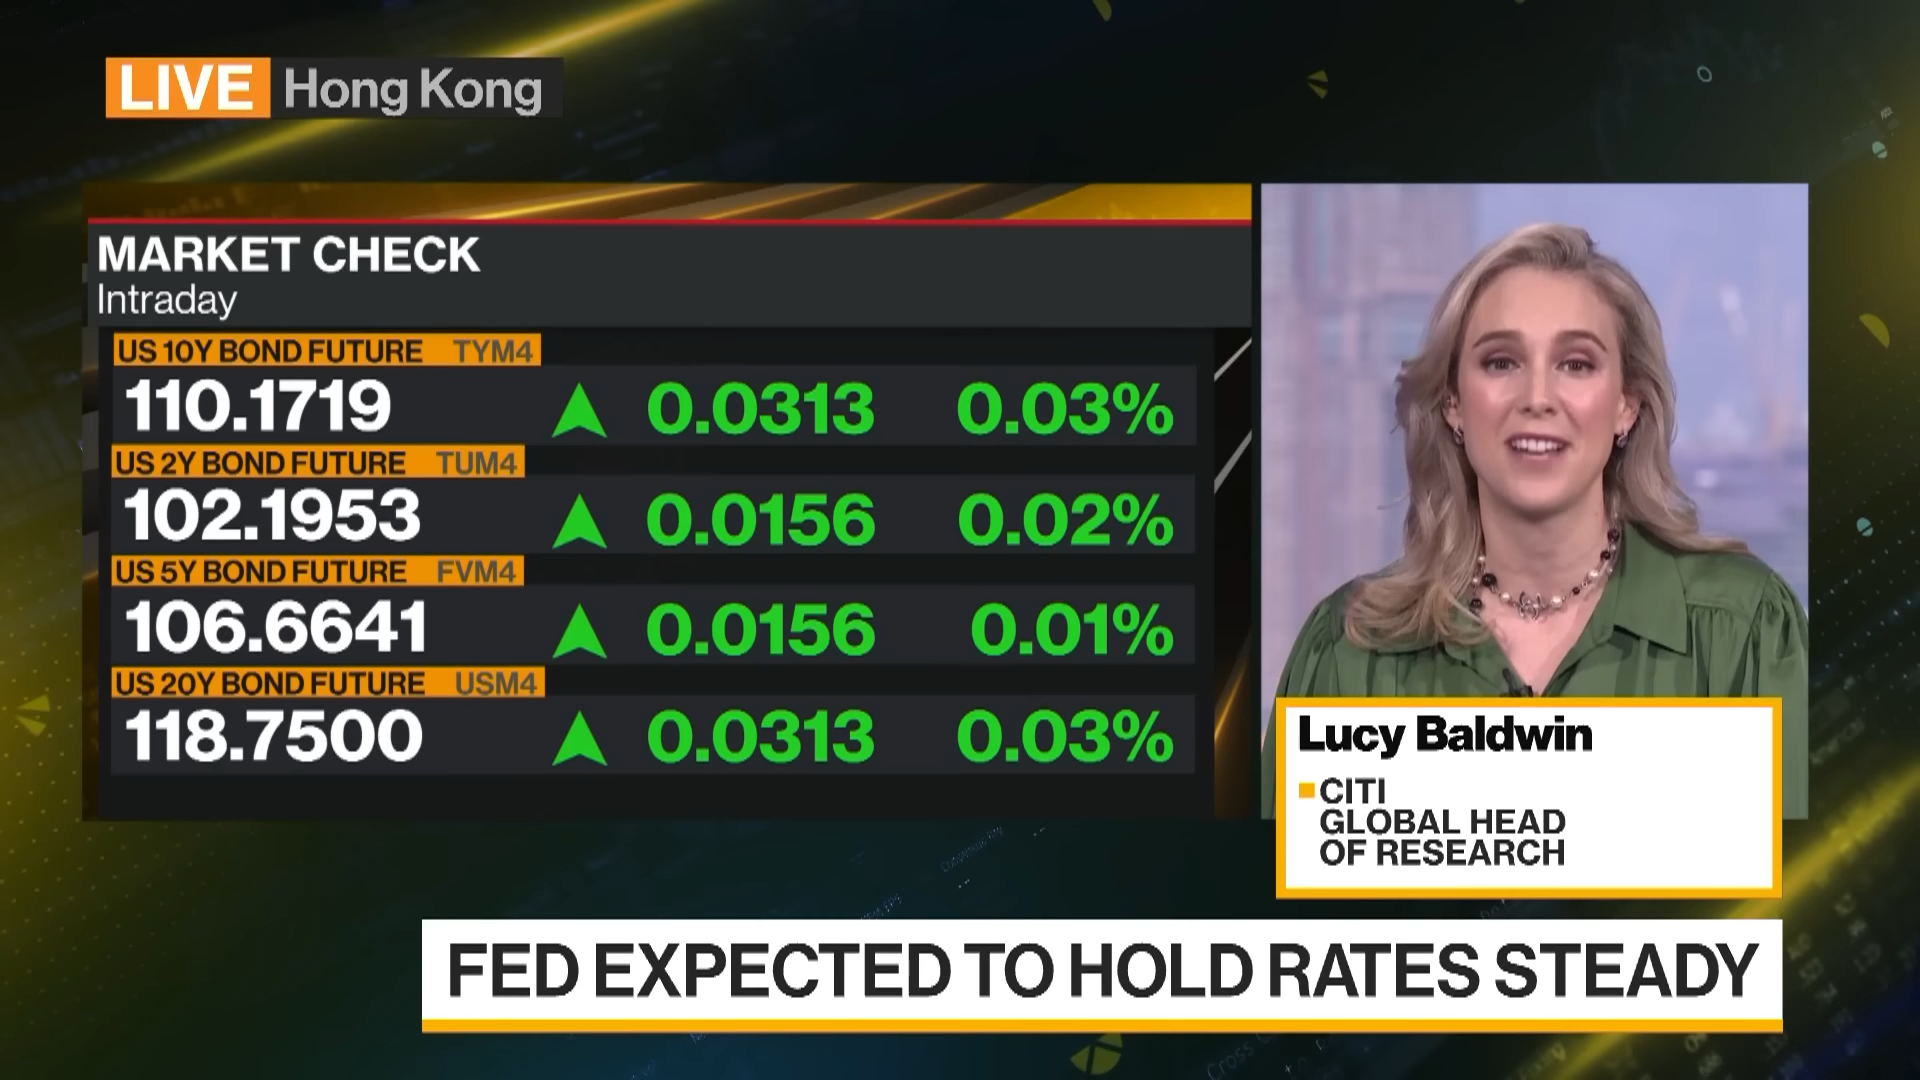 LIVE Hong Kong
MARKET CHECK
Intraday
US 10Y BOND FUTURE TYM4
110.1719 ▲ 0.0313 0.03%
US 2Y BOND FUTURE TUM4
102.1953 ▲ 0.0156 0.02%
US 5Y BOND FUTURE FVM4
106.6641 ▲ 0.0156 0.01%
US 20Y BOND FUTURE USM4
118.7500 ▲ 0.0313 0.03%
Lucy Baldwin
CITI
GLOBAL HEAD
OF RESEARCH
FED EXPECTED TO HOLD RATES STEADY